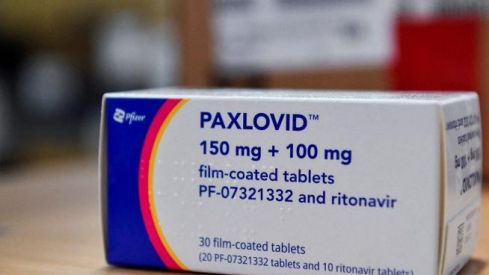 Pfizer
PAXLOVID™
150 mg + 100 mg
film-coated tablets
PF-07321332 and ritonavir
30 film-coated tablets
(20 PF-07321332 tablets and 10 ritonavir tablets)